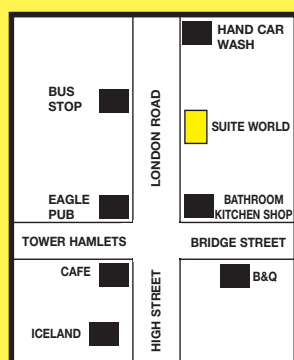 HAND CAR
WASH
BUS
STOP
LONDON ROAD
SUITE WORLD
EAGLE
PUB
BATHROOM
KITCHEN SHOP
TOWER HAMLETS
BRIDGE STREET
CAFE
HIGH STREET
B&Q
ICELAND